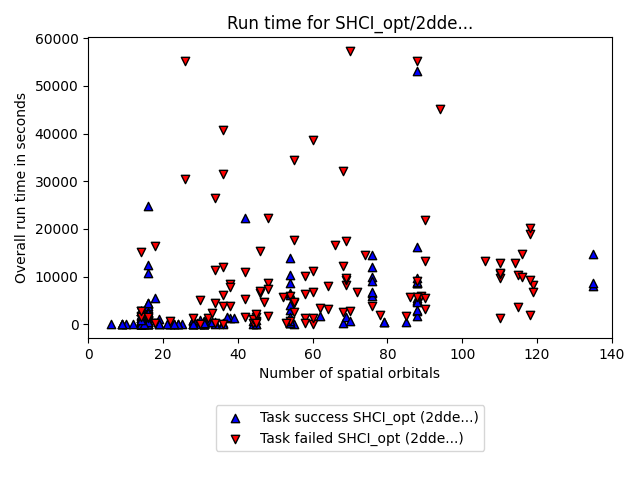 Run time for SHCI_opt/2dde...
Overall run time in seconds
60000
50000
40000
30000
20000
10000
0
0 20 40 60 80 100 120 140
Number of spatial orbitals
Task success SHCI_opt (2dde...)
Task failed SHCI_opt (2dde...)